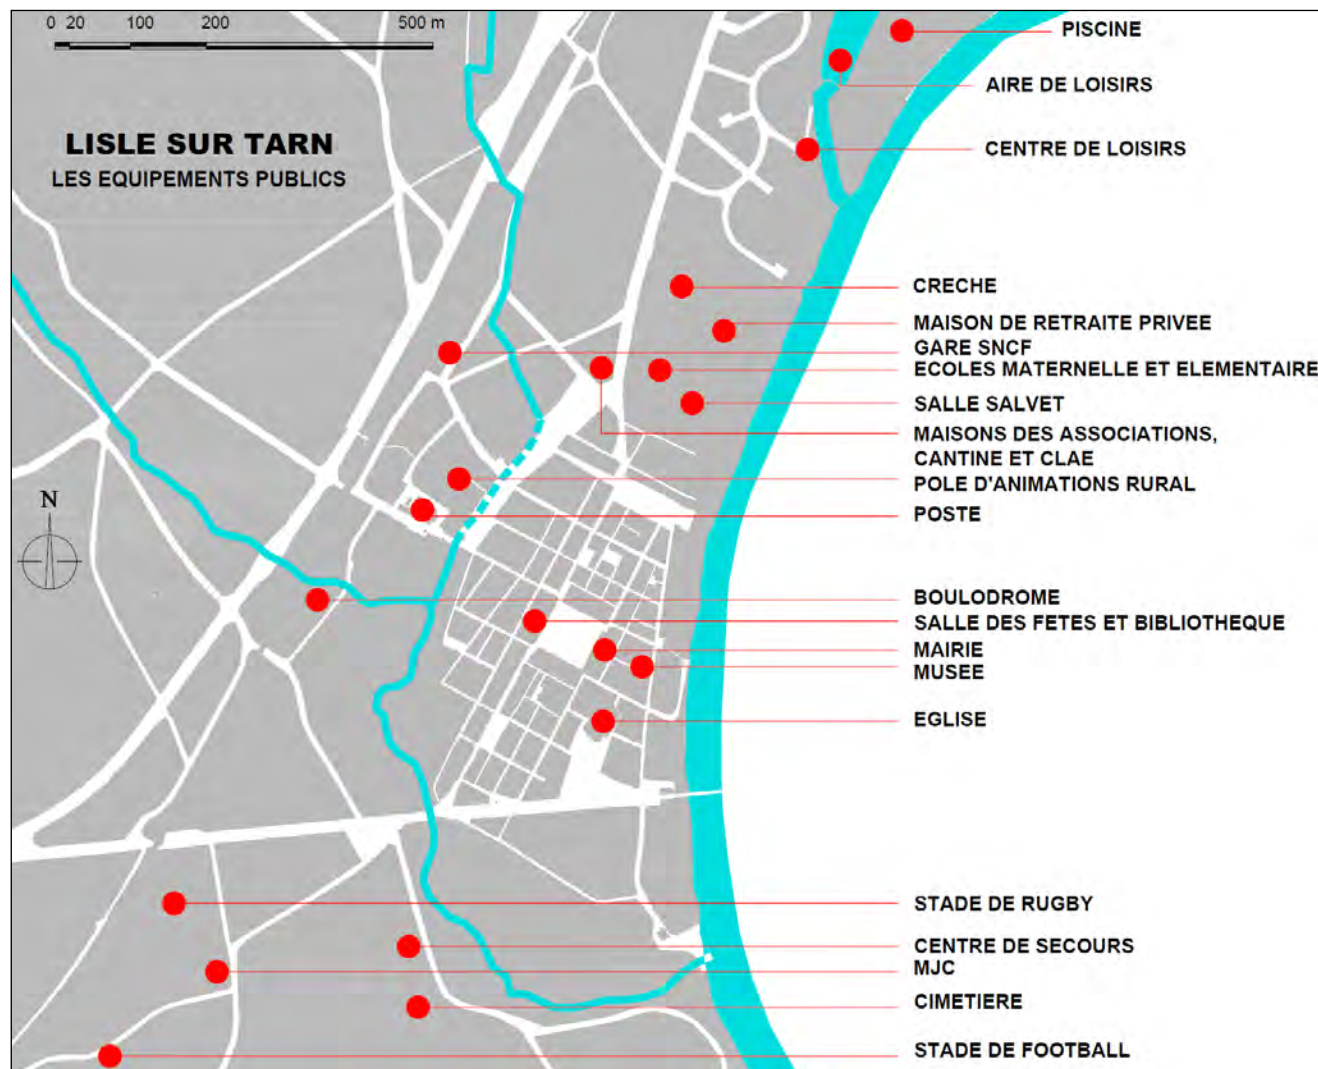 0 20 100 200 500 m
LISLE SUR TARN
LES EQUIPEMENTS PUBLICS
PISCINE
AIRE DE LOISIRS
CENTRE DE LOISIRS
CRECHE
MAISON DE RETRAITE PRIVEE
GARE SNCF
ECOLES MATERNELLE ET ELEMENTAIRE
SALLE SALVET
MAISONS DES ASSOCIATIONS,
CANTINE ET CLAE
POLE D'ANIMATIONS RURAL
POSTE
N
BOULODROME
SALLE DES FETES ET BIBLIOTHEQUE
MAIRIE
MUSEE
EGLISE
STADE DE RUGBY
CENTRE DE SECOURS
MJC
CIMETIERE
STADE DE FOOTBALL